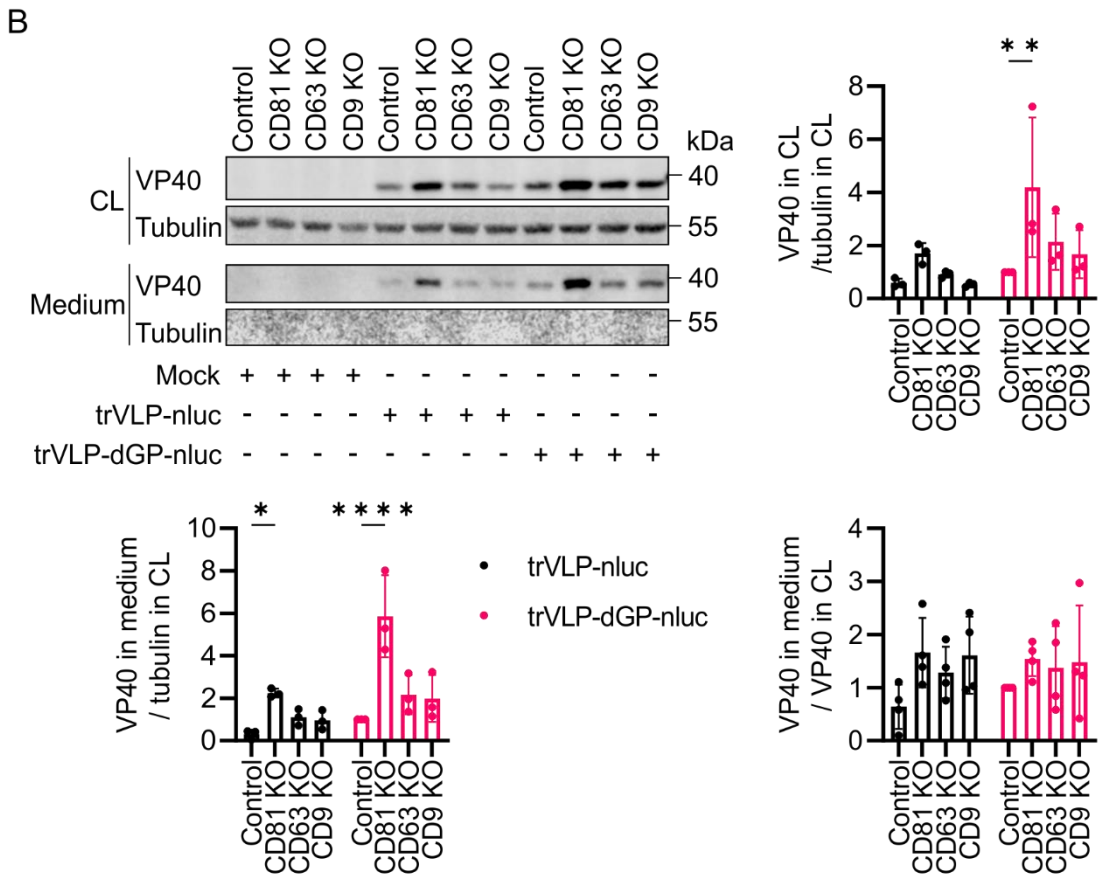 B
Control
CD81 KO
CD63 KO
CD9 KO
Control
CD81 KO
CD63 KO
CD9 KO
Control
CD81 KO
CD63 KO
CD9 KO
kDa
CL
VP40
40
Tubulin
55
Medium
VP40
40
Tubulin
55
Mock + + + + - - - - - - - -
trVLP-nluc - - - - + + + + - - - -
trVLP-dGP-nluc - - - - - - - - + + + +
VP40 in CL
/tubulin in CL
* *
8
6
4
2
0
Control
CD81 KO
CD63 KO
CD9 KO
Control
CD81 KO
CD63 KO
CD9 KO
VP40 in medium
/ tubulin in CL
*
* * * *
10
8
6
4
2
0
Control
CD81 KO
CD63 KO
CD9 KO
Control
CD81 KO
CD63 KO
CD9 KO
trVLP-nluc
trVLP-dGP-nluc
VP40 in medium
/ VP40 in CL
4
3
2
1
0
Control
CD81 KO
CD63 KO
CD9 KO
Control
CD81 KO
CD63 KO
CD9 KO